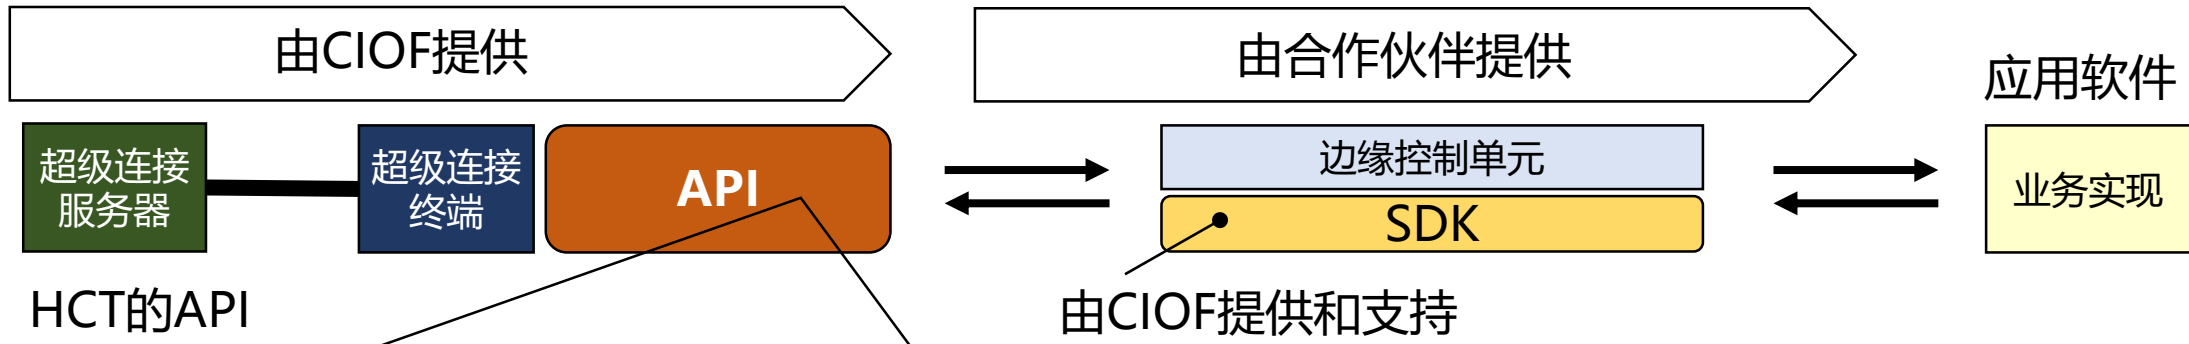 由CIOF提供
由合作伙伴提供
应用软件
超级连接
服务器
超级连接
终端
API
边缘控制单元
SDK
业务实现
HCT的API
由CIOF提供和支持